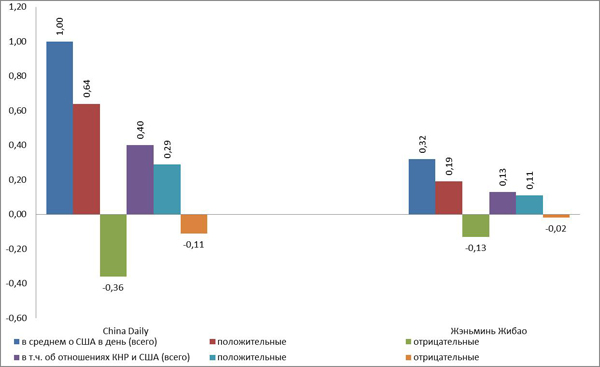 1,20
1,00
0,80
0,60
0,40
0,20
0,00
-0,20
-0,40
-0,60
1,00
0,64
-0,36
0,40
0,29
-0,11
0,32
0,19
-0,13
0,13
0,11
-0,02
China Daily
Жэньминь Жибао
в среднем о США в день (всего)
положительные
отрицательные
в т.ч. об отношениях КНР и США (всего)
положительные
отрицательные